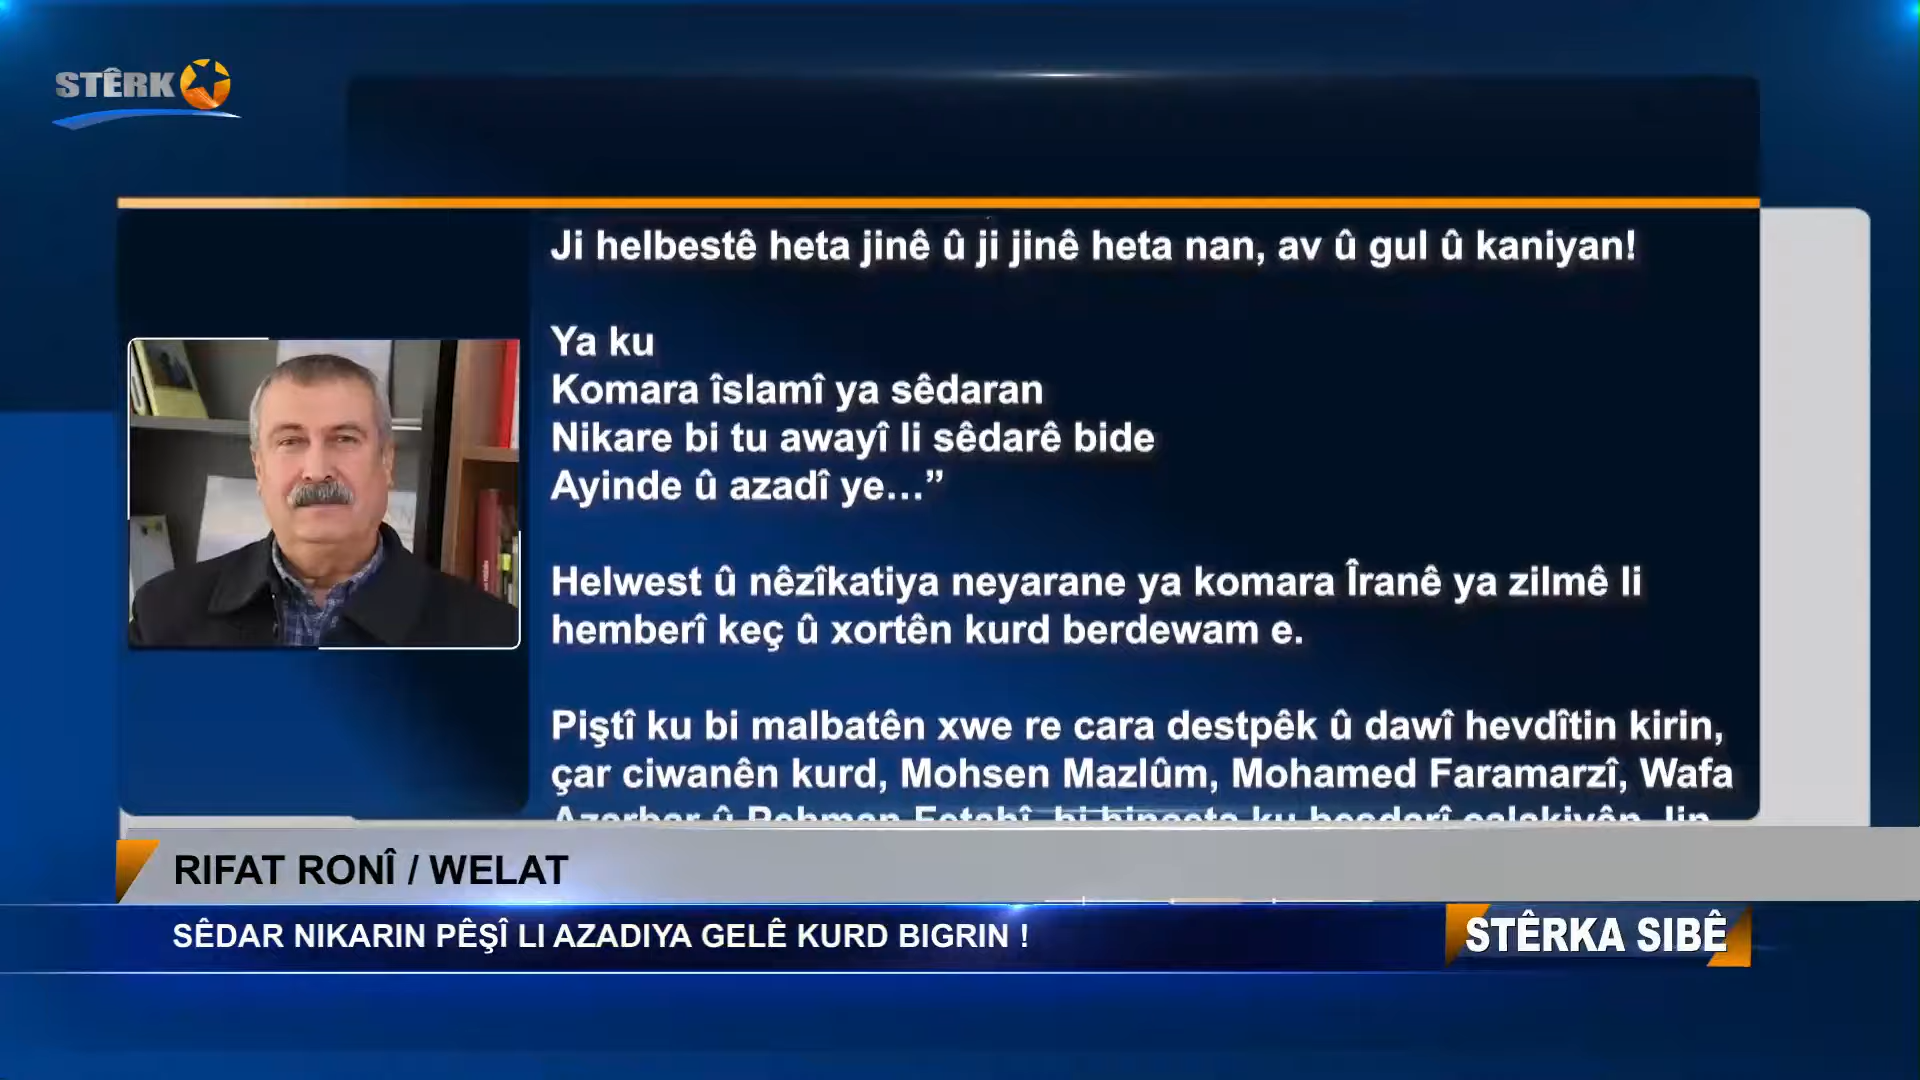 STÊRK
Ji helbestê heta jinê û ji jinê heta nan, av û gul û kaniyan!
Ya ku
Komara îslamî ya sêdaran
Nikare bi tu awayî li sêdarê bide
Ayinde û azadî ye…”
Helwest û nêzîkatiya neyarane ya komara Îranê ya zilmê li
hemberî keç û xortên kurd berdewam e.
Piştî ku bi malbatên xwe re cara destpêk û dawî hevdîtin kirin,
çar ciwanên kurd, Mohsen Mazlûm, Mohamed Faramarzî, Wafa
RIFAT RONÎ / WELAT
SÊDAR NIKARIN PÊŞÎ LI AZADIYA GELÊ KURD BIGRIN !
STÊRKA SIBÊ